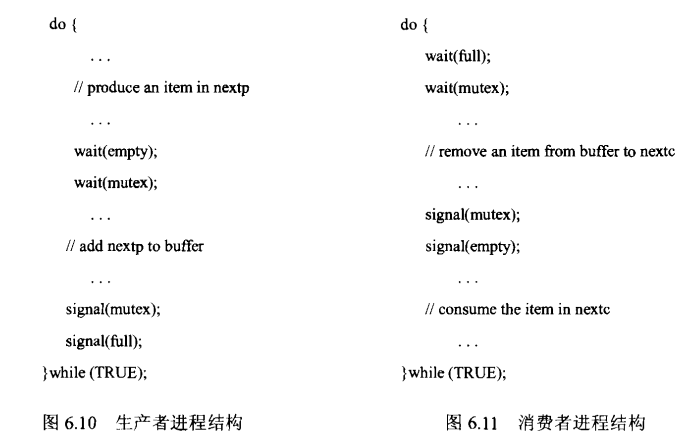 do {
...
// produce an item in nextp
...
wait(empty);
wait(mutex);
...
// add nextp to buffer
...
signal(mutex);
signal(full);
}while (TRUE);
图 6.10 生产者进程结构
do {
wait(full);
wait(mutex);
...
// remove an item from buffer to nextc
...
signal(mutex);
signal(empty);
...
// consume the item in nextc
...
}while (TRUE);
图 6.11 消费者进程结构